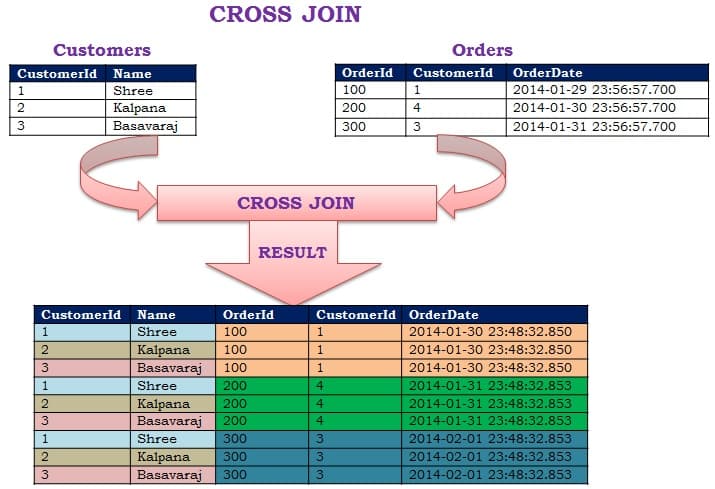 CROSS JOIN
Customers
CustomerId Name
1 Shree
2 Kalpana
3 Basavaraj
Orders
OrderId CustomerId OrderDate
100 1 2014-01-29 23:56:57.700
200 4 2014-01-30 23:56:57.700
300 3 2014-01-31 23:56:57.700
CROSS JOIN
RESULT
CustomerId Name OrderId CustomerId OrderDate
1 Shree 100 1 2014-01-30 23:48:32.850
2 Kalpana 100 1 2014-01-30 23:48:32.850
3 Basavaraj 100 1 2014-01-30 23:48:32.850
1 Shree 200 4 2014-01-31 23:48:32.853
2 Kalpana 200 4 2014-01-31 23:48:32.853
3 Basavaraj 200 4 2014-01-31 23:48:32.853
1 Shree 300 3 2014-02-01 23:48:32.853
2 Kalpana 300 3 2014-02-01 23:48:32.853
3 Basavaraj 300 3 2014-02-01 23:48:32.853